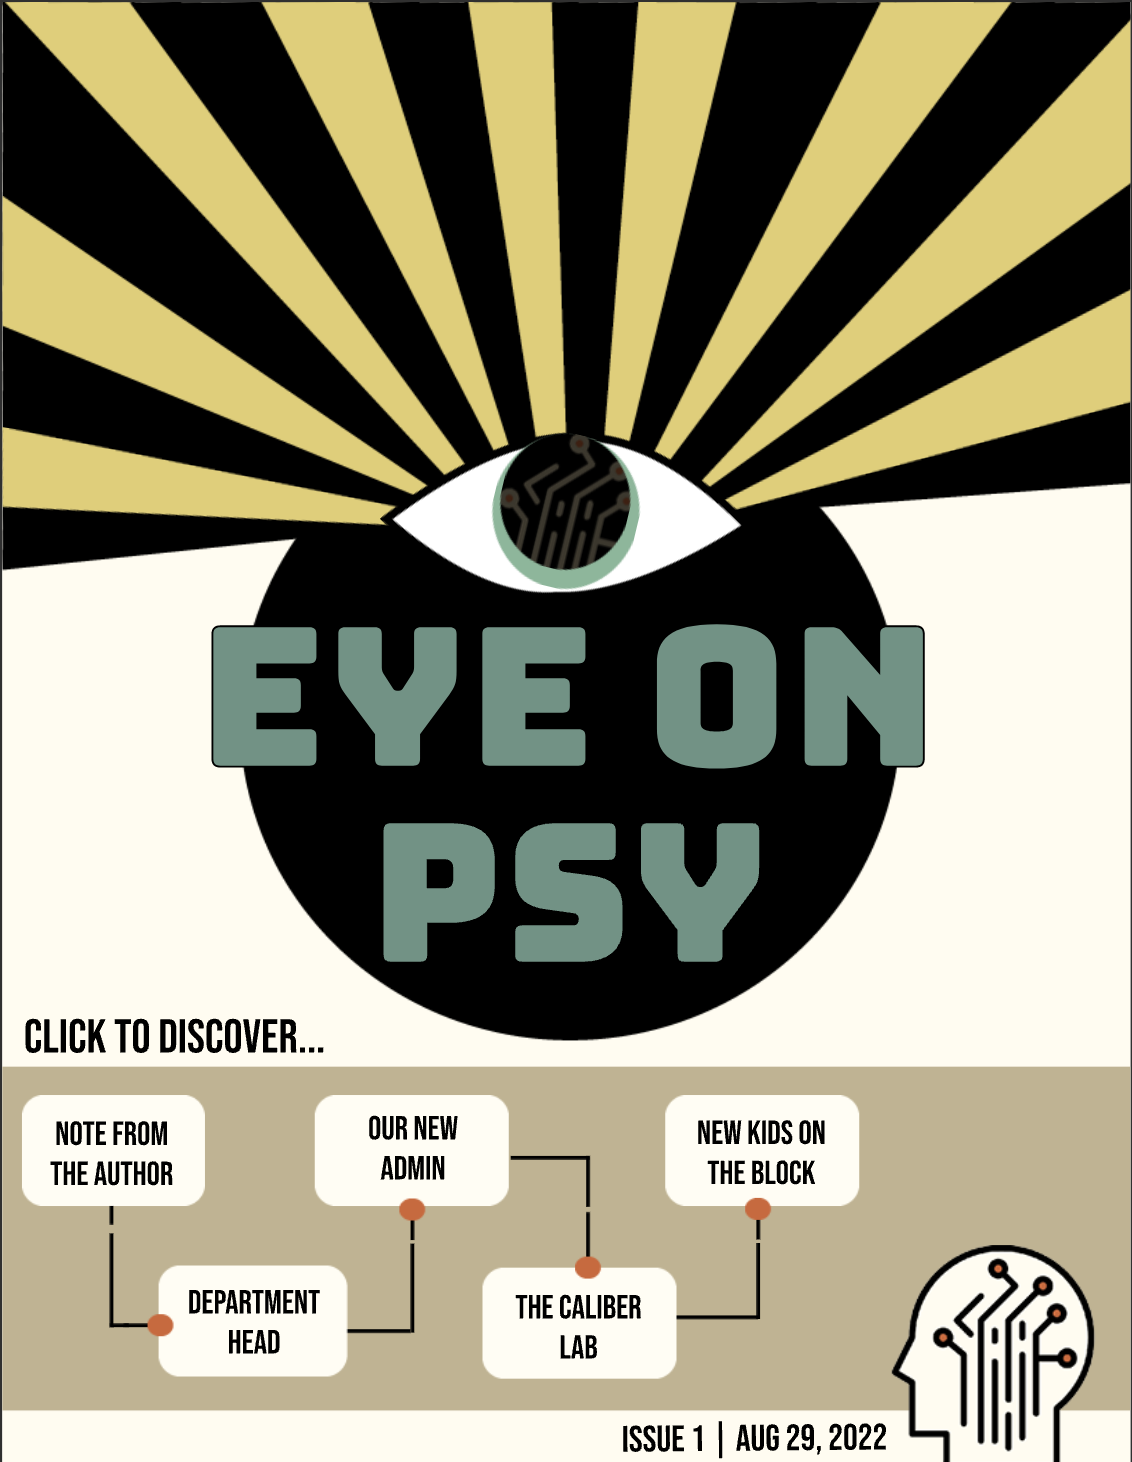 EYE ON
PSY
CLICK TO DISCOVER...
NOTE FROM
THE AUTHOR
DEPARTMENT
HEAD
OUR NEW
ADMIN
THE CALIBER
LAB
NEW KIDS ON
THE BLOCK
ISSUE 1 | AUG 29, 2022